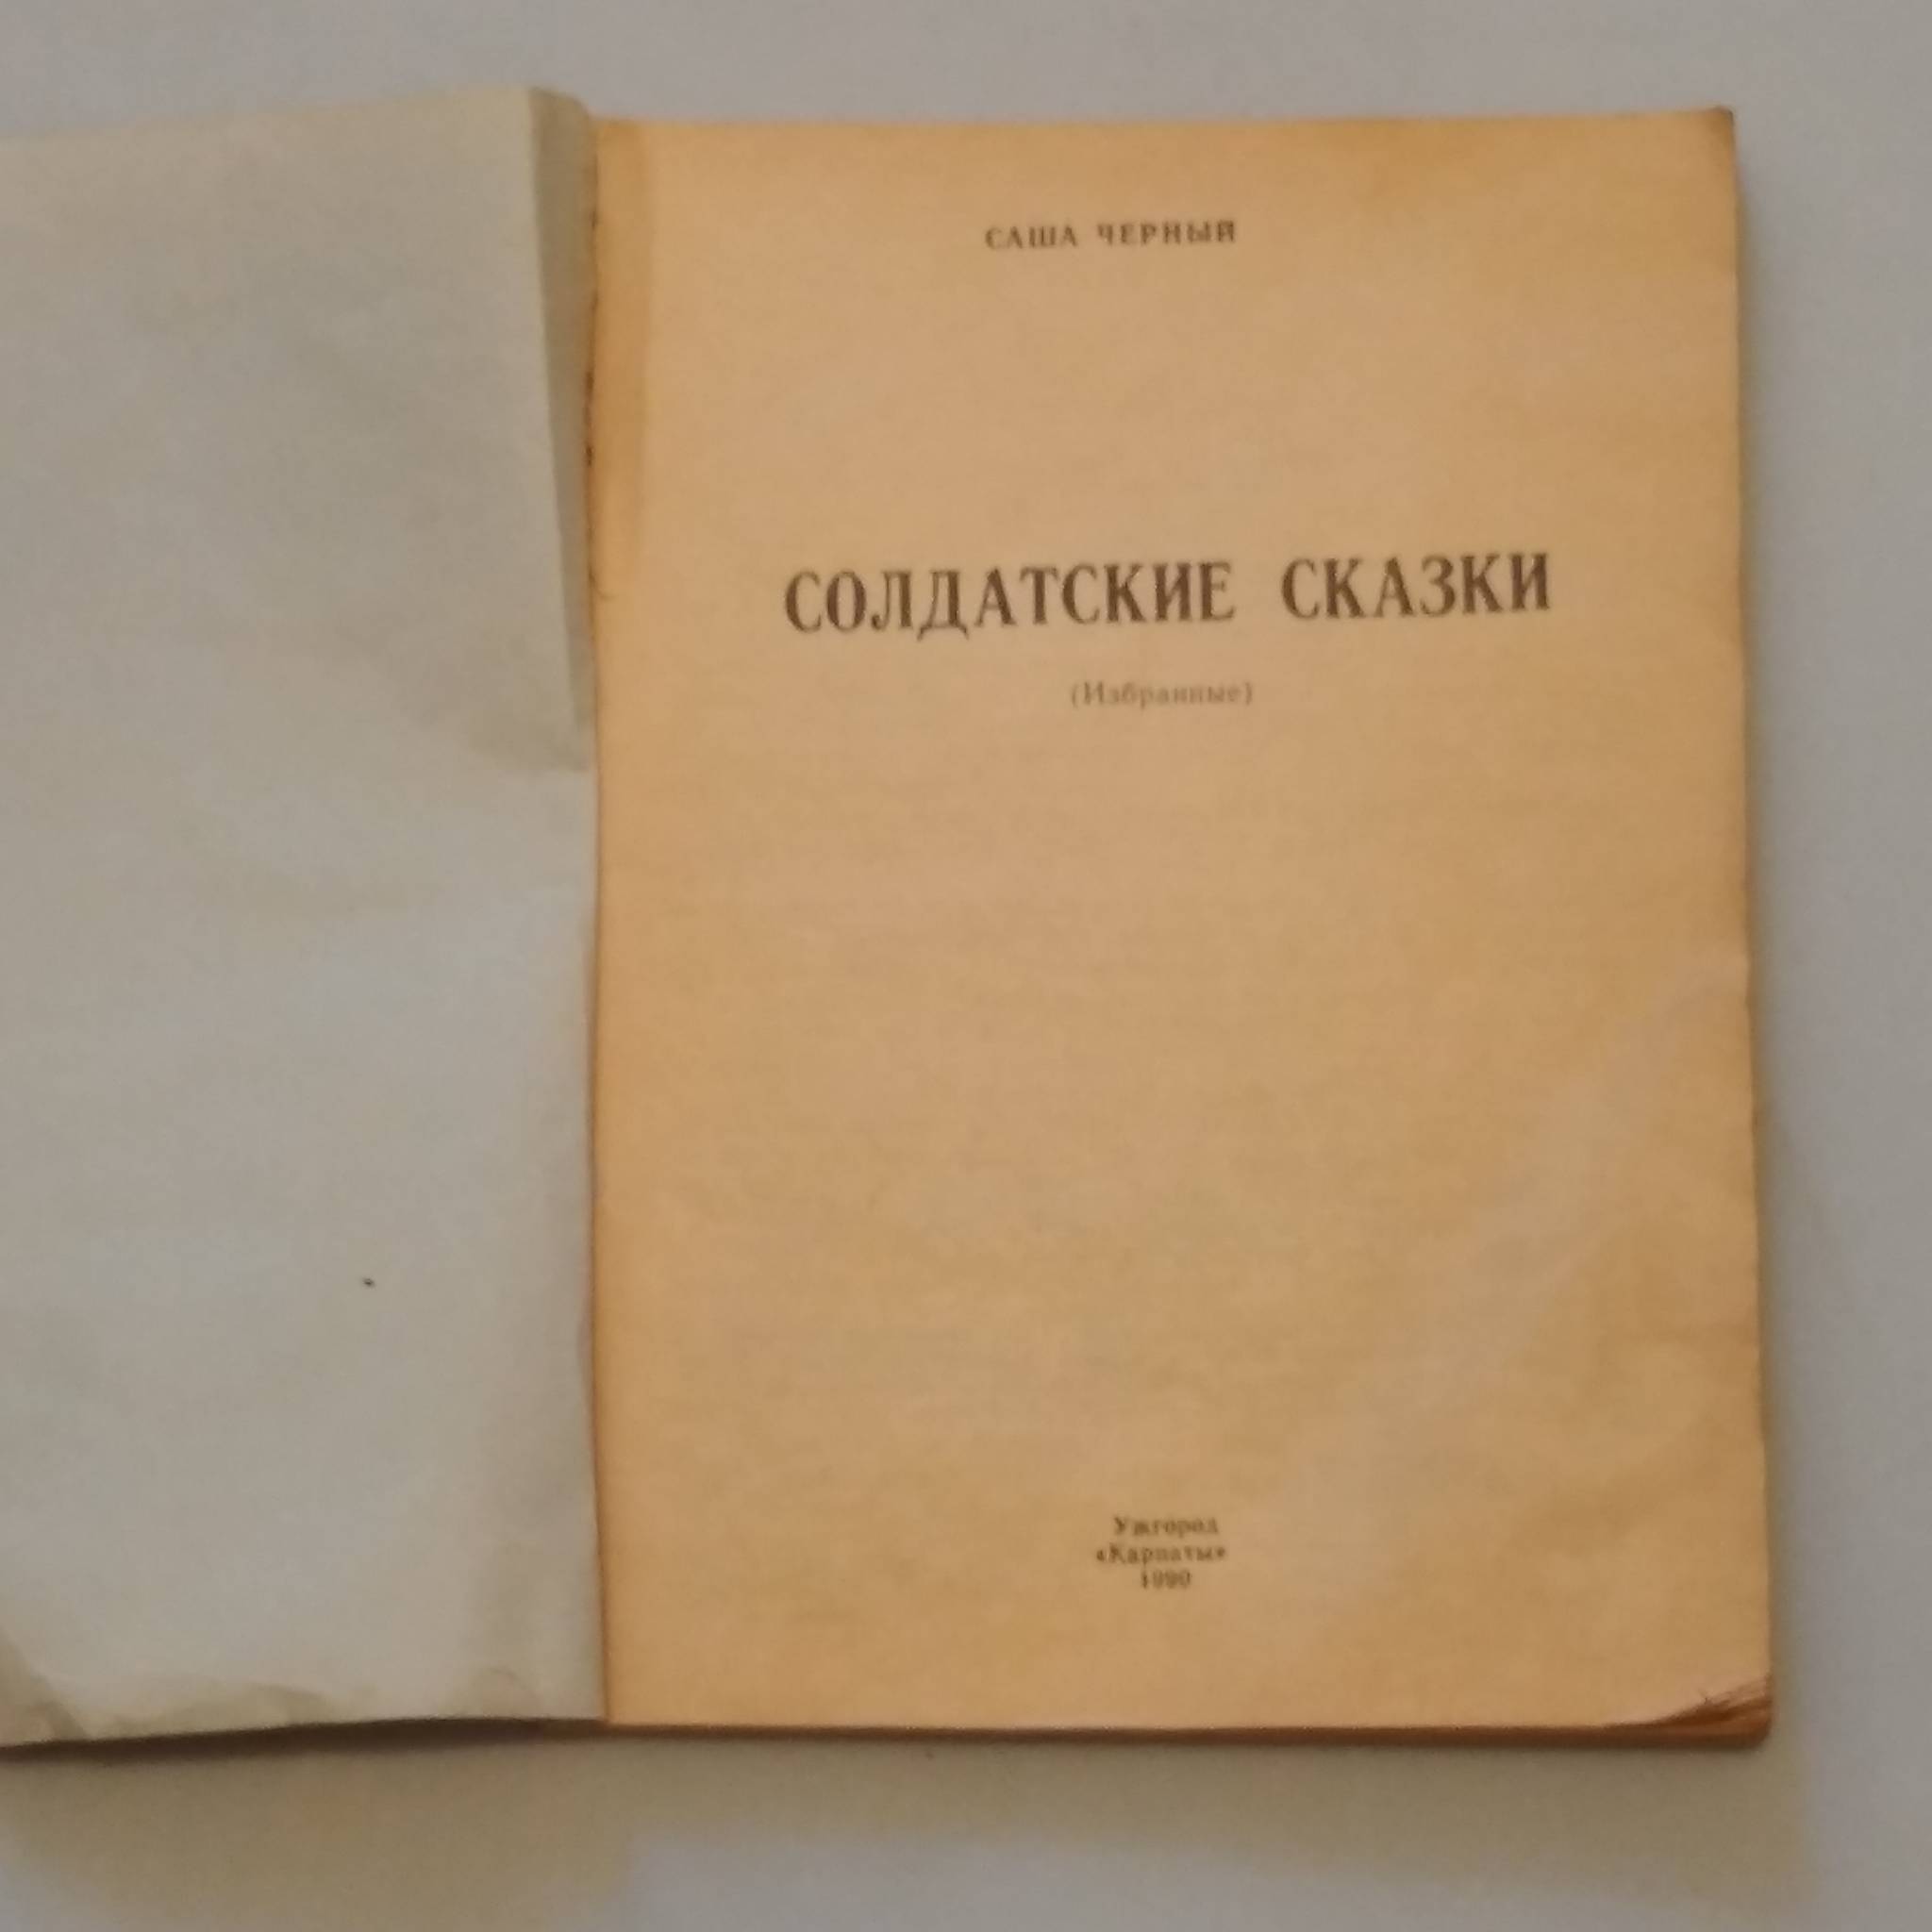 САША ЧЕРНЫЙ
СОЛДАТСКИЕ СКАЗКИ
(Избранные)
Ужгород
«Карпаты»
1990